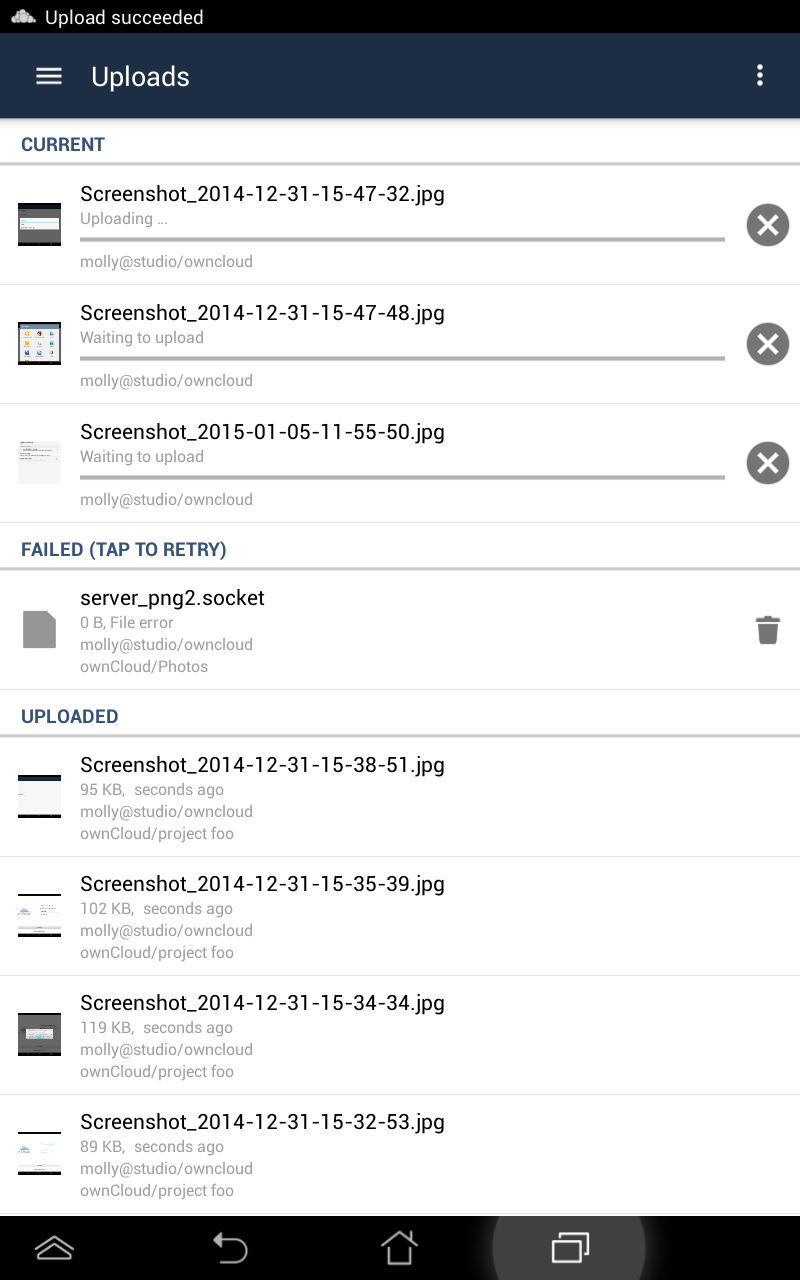 Upload succeeded
Uploads
CURRENT
Screenshot_2014-12-31-15-47-32.jpg
Uploading ...
molly@studio/owncloud
Screenshot_2014-12-31-15-47-48.jpg
Waiting to upload
molly@studio/owncloud
Screenshot_2015-01-05-11-55-50.jpg
Waiting to upload
molly@studio/owncloud
FAILED (TAP TO RETRY)
server_png2.socket
0 B, File error
molly@studio/owncloud
ownCloud/Photos
UPLOADED
Screenshot_2014-12-31-15-38-51.jpg
95 KB,  seconds ago
molly@studio/owncloud
ownCloud/project foo
Screenshot_2014-12-31-15-35-39.jpg
102 KB,  seconds ago
molly@studio/owncloud
ownCloud/project foo
Screenshot_2014-12-31-15-34-34.jpg
119 KB,  seconds ago
molly@studio/owncloud
ownCloud/project foo
Screenshot_2014-12-31-15-32-53.jpg
89 KB,  seconds ago
molly@studio/owncloud
ownCloud/project foo